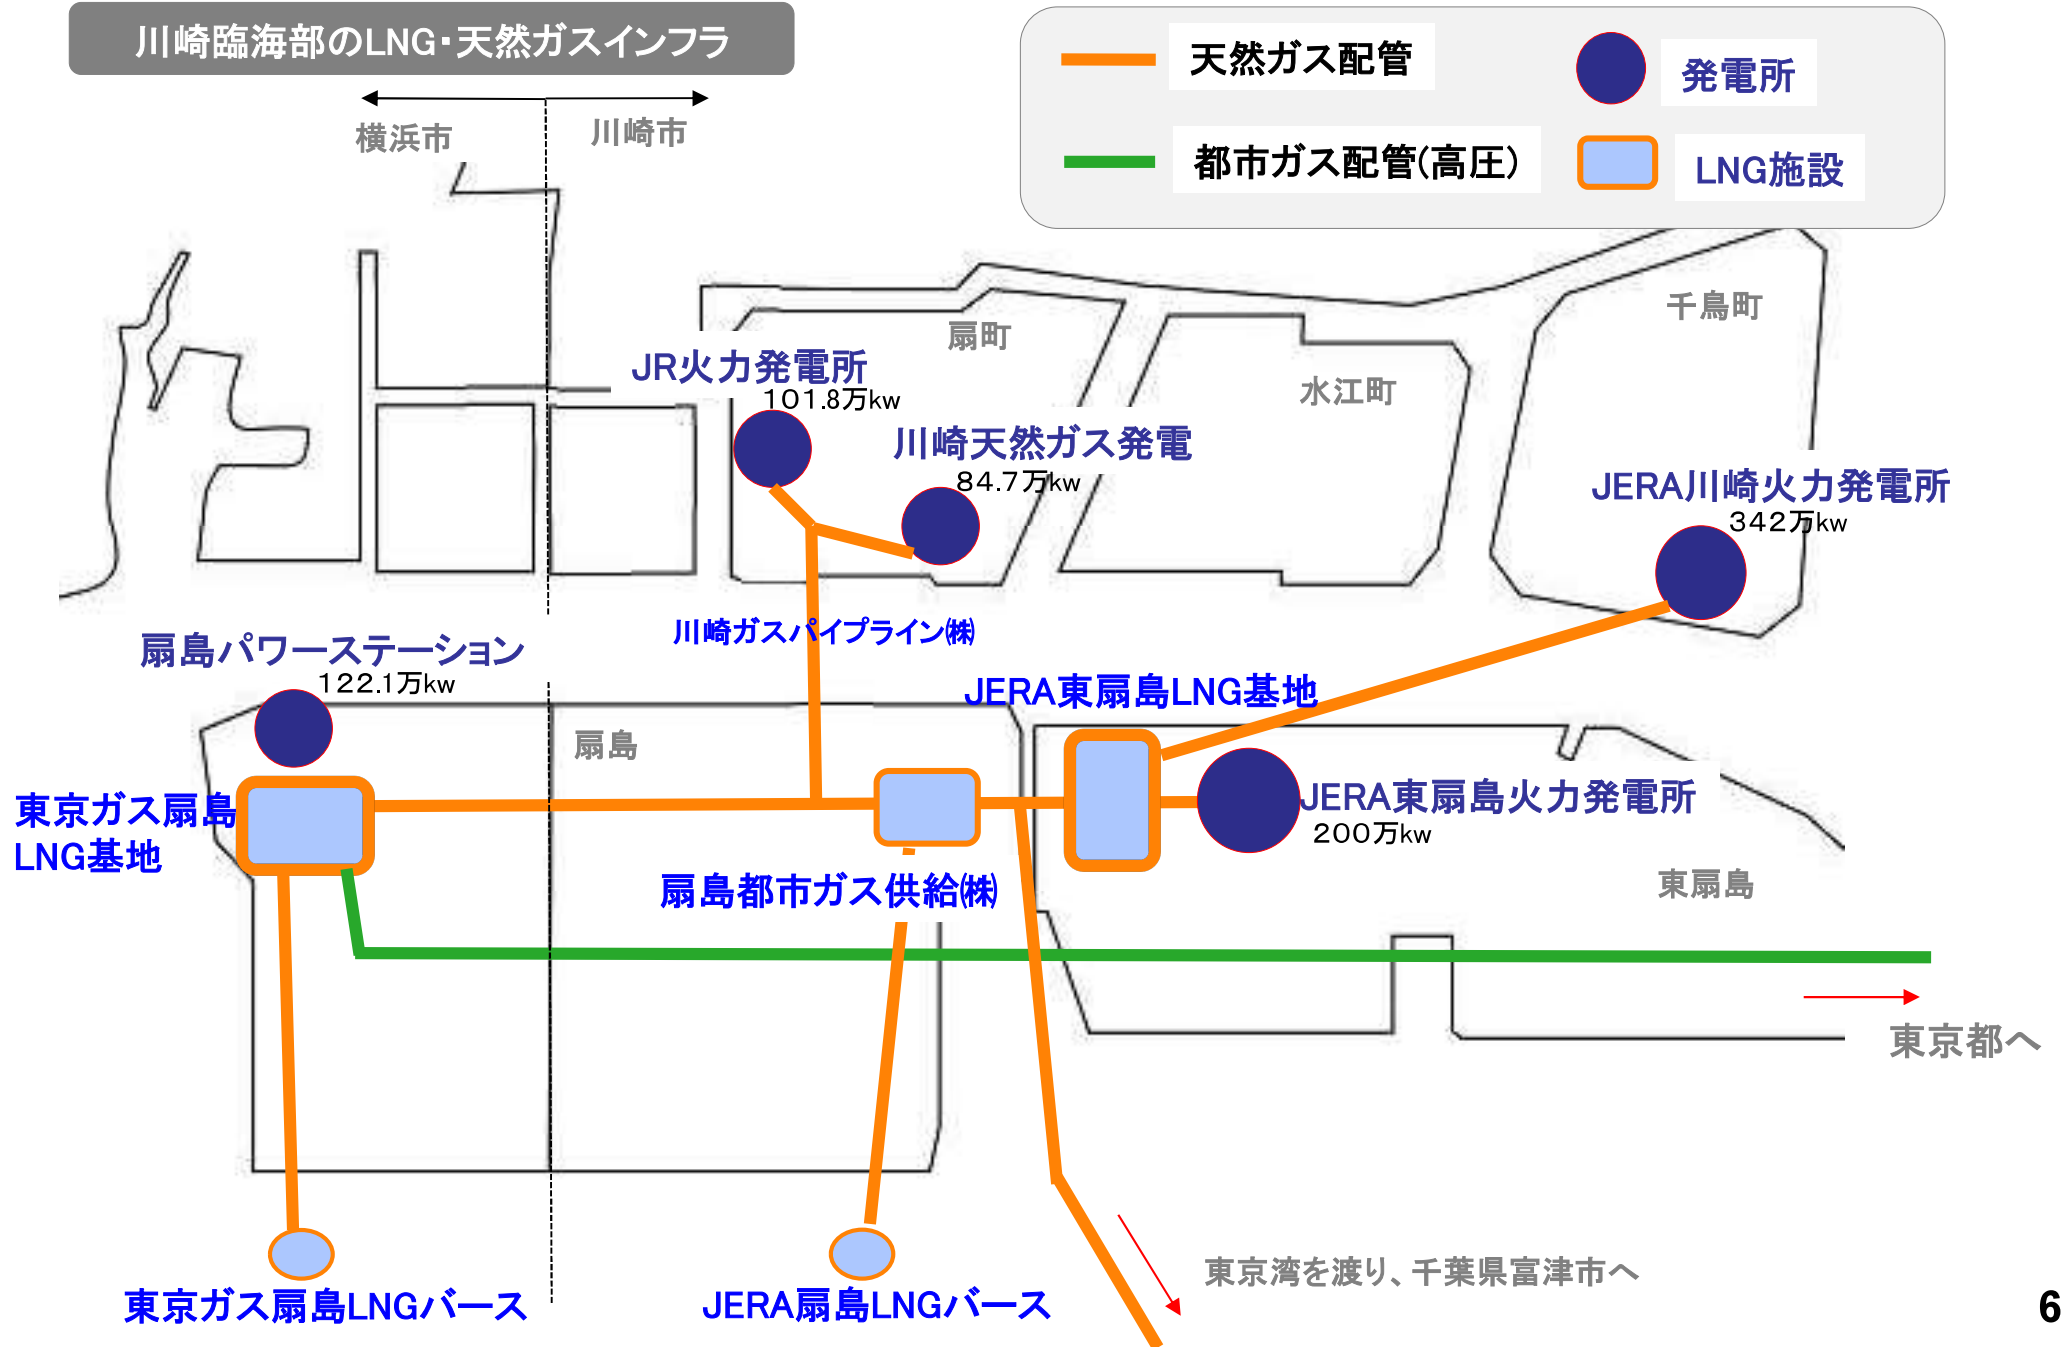 川崎臨海部のLNG・天然ガスインフラ
天然ガス配管
発電所
都市ガス配管(高圧)
LNG施設
横浜市
川崎市
千鳥町
扇町
水江町
JR火力発電所
101.8万kw
川崎天然ガス発電
84.7万kw
JERA川崎火力発電所
342万kw
川崎ガスパイプライン㈱
扇島パワーステーション
122.1万kw
JERA東扇島LNG基地
扇島
東京ガス扇島
LNG基地
JERA東扇島火力発電所
200万kw
扇島都市ガス供給㈱
東扇島
東京都へ
東京湾を渡り、千葉県富津市へ
東京ガス扇島LNGバース
JERA扇島LNGバース
6